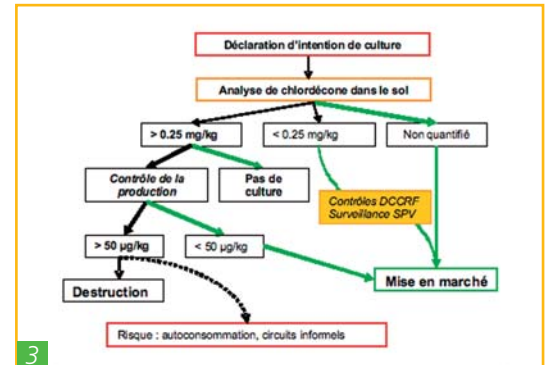 Déclaration d'intention de culture
Analyse de chlordécone dans le sol
> 0.25 mg/kg
< 0.25 mg/kg
Non quantifié
Contrôle de la
production
Pas de
culture
Contrôles DCCRF
Surveillance SPV
> 50 µg/kg
< 50 µg/kg
Mise en marché
Destruction
Risque : autoconsommation, circuits informels
3